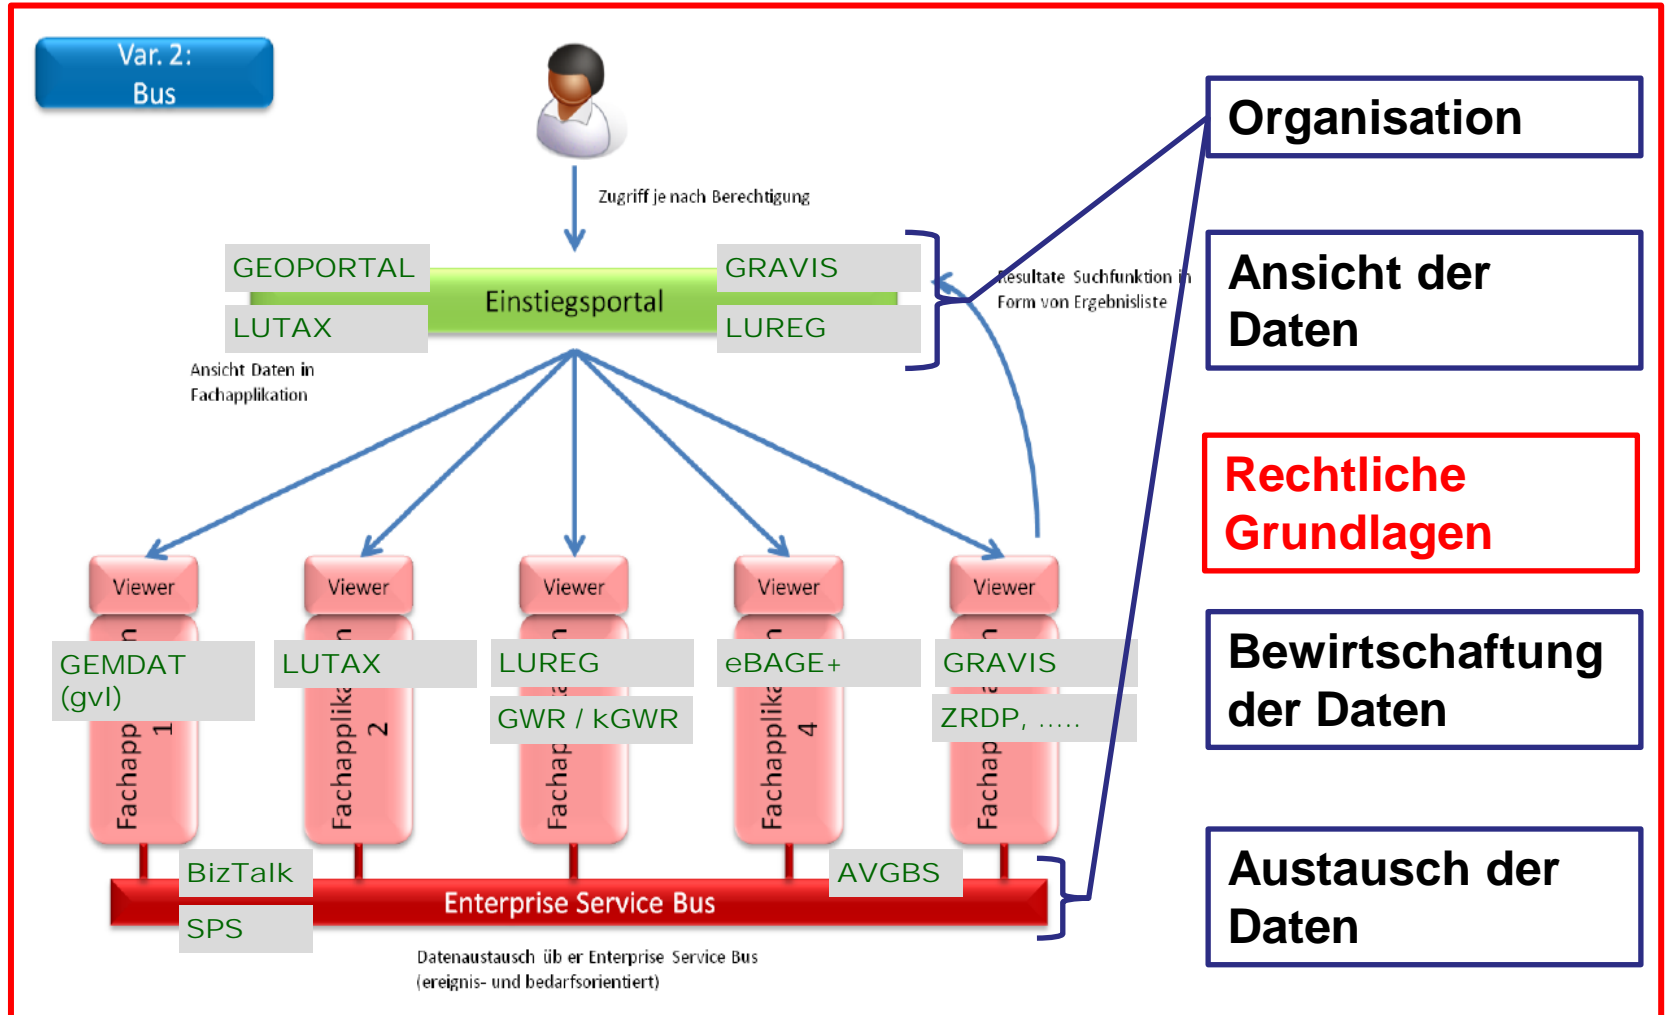 Var. 2:
Bus
Zugriff je nach Berechtigung
GEOPORTAL
GRAVIS
Einstiegsportal
LUTAX
LUREG
Resultate Suchfunktion in
Form von Ergebnisliste
Ansicht Daten in
Fachapplikation
Viewer
Viewer
Viewer
Viewer
Viewer
GEMDAT
(gvl)
LUTAX
LUREG
GWR / kGWR
eBAGE+
GRAVIS
ZRDP, .....
Fachapp n
1
Fachapplika n
2
Fachap n
Fachapplika n
4
Fachap n
BizTalk
AVGBS
Enterprise Service Bus
SPS
Datenaustausch üb er Enterprise Service Bus
(ereignis- und bedarfsorientiert)
Organisation
Ansicht der
Daten
Rechtliche
Grundlagen
Bewirtschaftung
der Daten
Austausch der
Daten